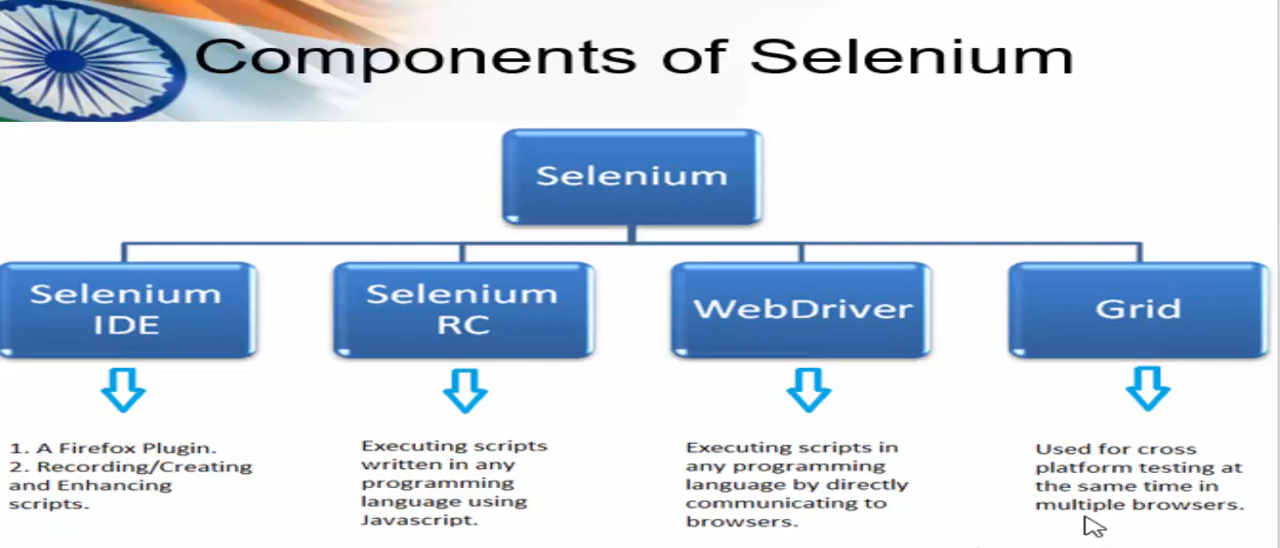 Components of Selenium
Selenium
Selenium
IDE
Selenium
RC
WebDriver
Grid
1. A Firefox Plugin.
2. Recording/Creating
and Enhancing
scripts.
Executing scripts
written in any
programming
language using
Javascript.
Executing scripts in
any programming
language by directly
communicating to
browsers.
Used for cross
platform testing at
the same time in
multiple browsers.